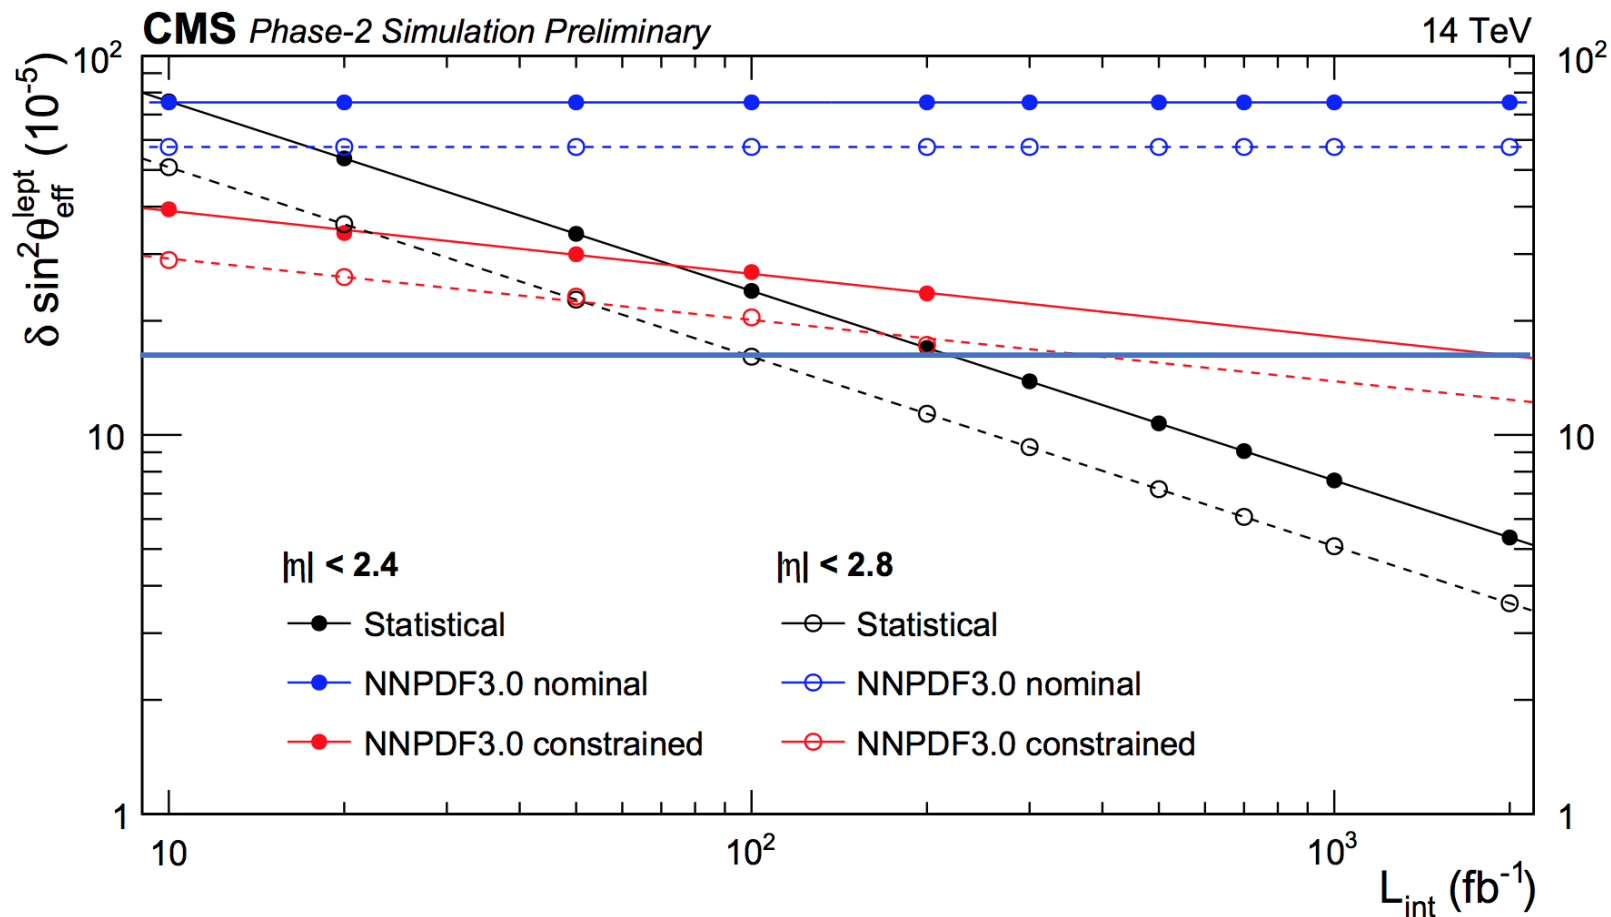 CMS Phase-2 Simulation Preliminary 14 TeV
δ sin²θ_eff^lept (10⁻⁵)
10² 10²
10 10
1 1
|η| < 2.4 |η| < 2.8
Statistical Statistical
NNPDF3.0 nominal NNPDF3.0 nominal
NNPDF3.0 constrained NNPDF3.0 constrained
10 10² 10³
L_int (fb⁻¹)